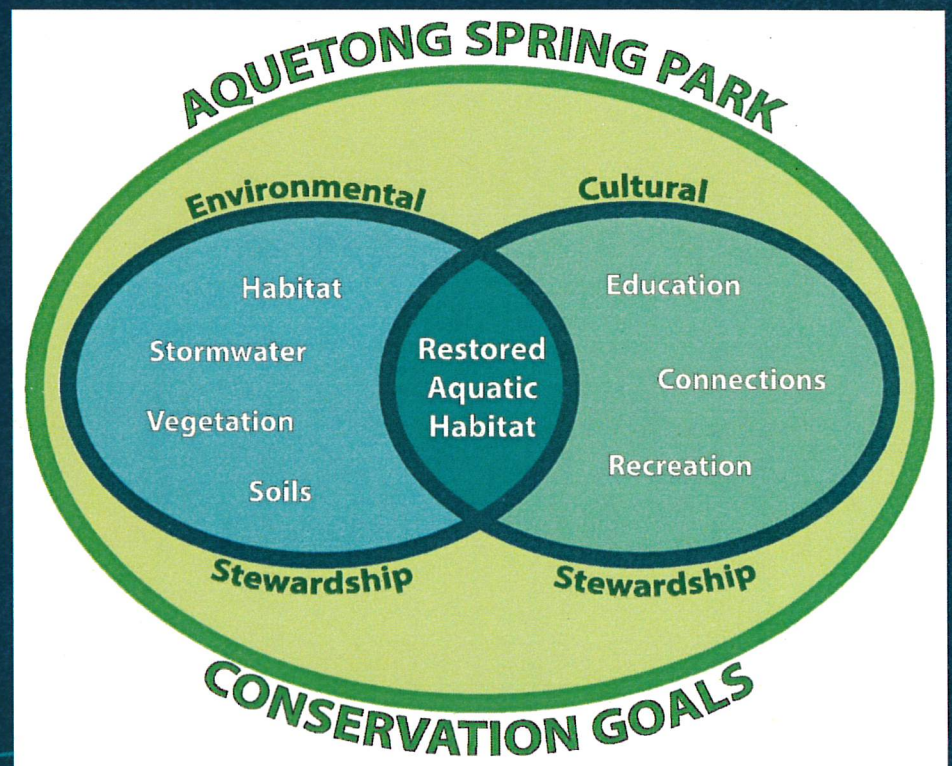 AQUETONG SPRING PARK
Environmental
Cultural
Habitat
Stormwater
Vegetation
Soils
Restored
Aquatic
Habitat
Education
Connections
Recreation
Stewardship
Stewardship
CONSERVATION GOALS